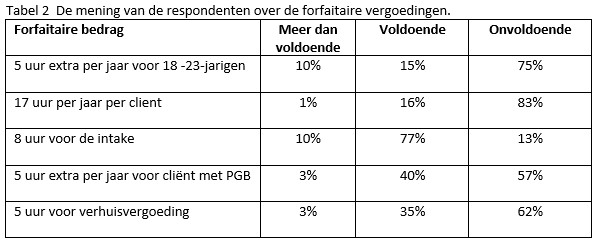 Tabel 2  De mening van de respondenten over de forfaitaire vergoedingen.
Forfaitaire bedrag Meer dan voldoende Voldoende Onvoldoende
5 uur extra per jaar voor 18 -23-jarigen 10% 15% 75%
17 uur per jaar per client 1% 16% 83%
8 uur voor de intake 10% 77% 13%
5 uur extra per jaar voor cliënt met PGB 3% 40% 57%
5 uur voor verhuisvergoeding 3% 35% 62%